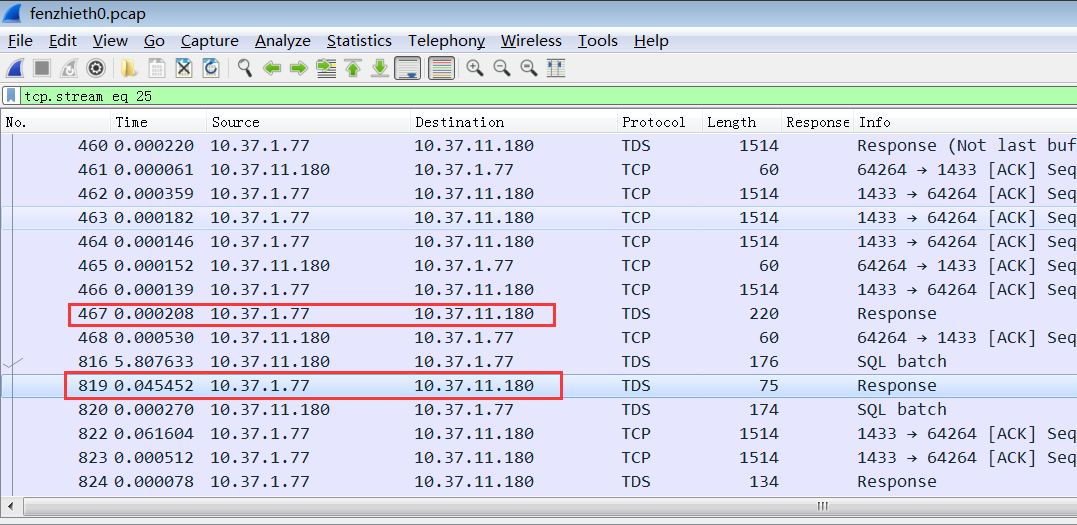 fenzhieth0.pcap
File Edit View Go Capture Analyze Statistics Telephony Wireless Tools Help
tcp.stream eq 25
No. Time Source Destination Protocol Length Response Info
460 0.000220 10.37.1.77 10.37.11.180 TDS 1514 Response (Not last buf
461 0.000061 10.37.11.180 10.37.1.77 TCP 60 64264 → 1433 [ACK] Seq
462 0.000359 10.37.1.77 10.37.11.180 TCP 1514 1433 → 64264 [ACK] Seq
463 0.000182 10.37.1.77 10.37.11.180 TCP 1514 1433 → 64264 [ACK] Seq
464 0.000146 10.37.1.77 10.37.11.180 TCP 1514 1433 → 64264 [ACK] Seq
465 0.000152 10.37.11.180 10.37.1.77 TCP 60 64264 → 1433 [ACK] Seq
466 0.000139 10.37.1.77 10.37.11.180 TCP 1514 1433 → 64264 [ACK] Seq
467 0.000208 10.37.1.77 10.37.11.180 TDS 220 Response
468 0.000530 10.37.11.180 10.37.1.77 TCP 60 64264 → 1433 [ACK] Seq
816 5.807633 10.37.11.180 10.37.1.77 TDS 176 SQL batch
819 0.045452 10.37.1.77 10.37.11.180 TDS 75 Response
820 0.000270 10.37.11.180 10.37.1.77 TDS 174 SQL batch
822 0.061604 10.37.1.77 10.37.11.180 TCP 1514 1433 → 64264 [ACK] Seq
823 0.000512 10.37.1.77 10.37.11.180 TCP 1514 1433 → 64264 [ACK] Seq
824 0.000078 10.37.1.77 10.37.11.180 TDS 134 Response